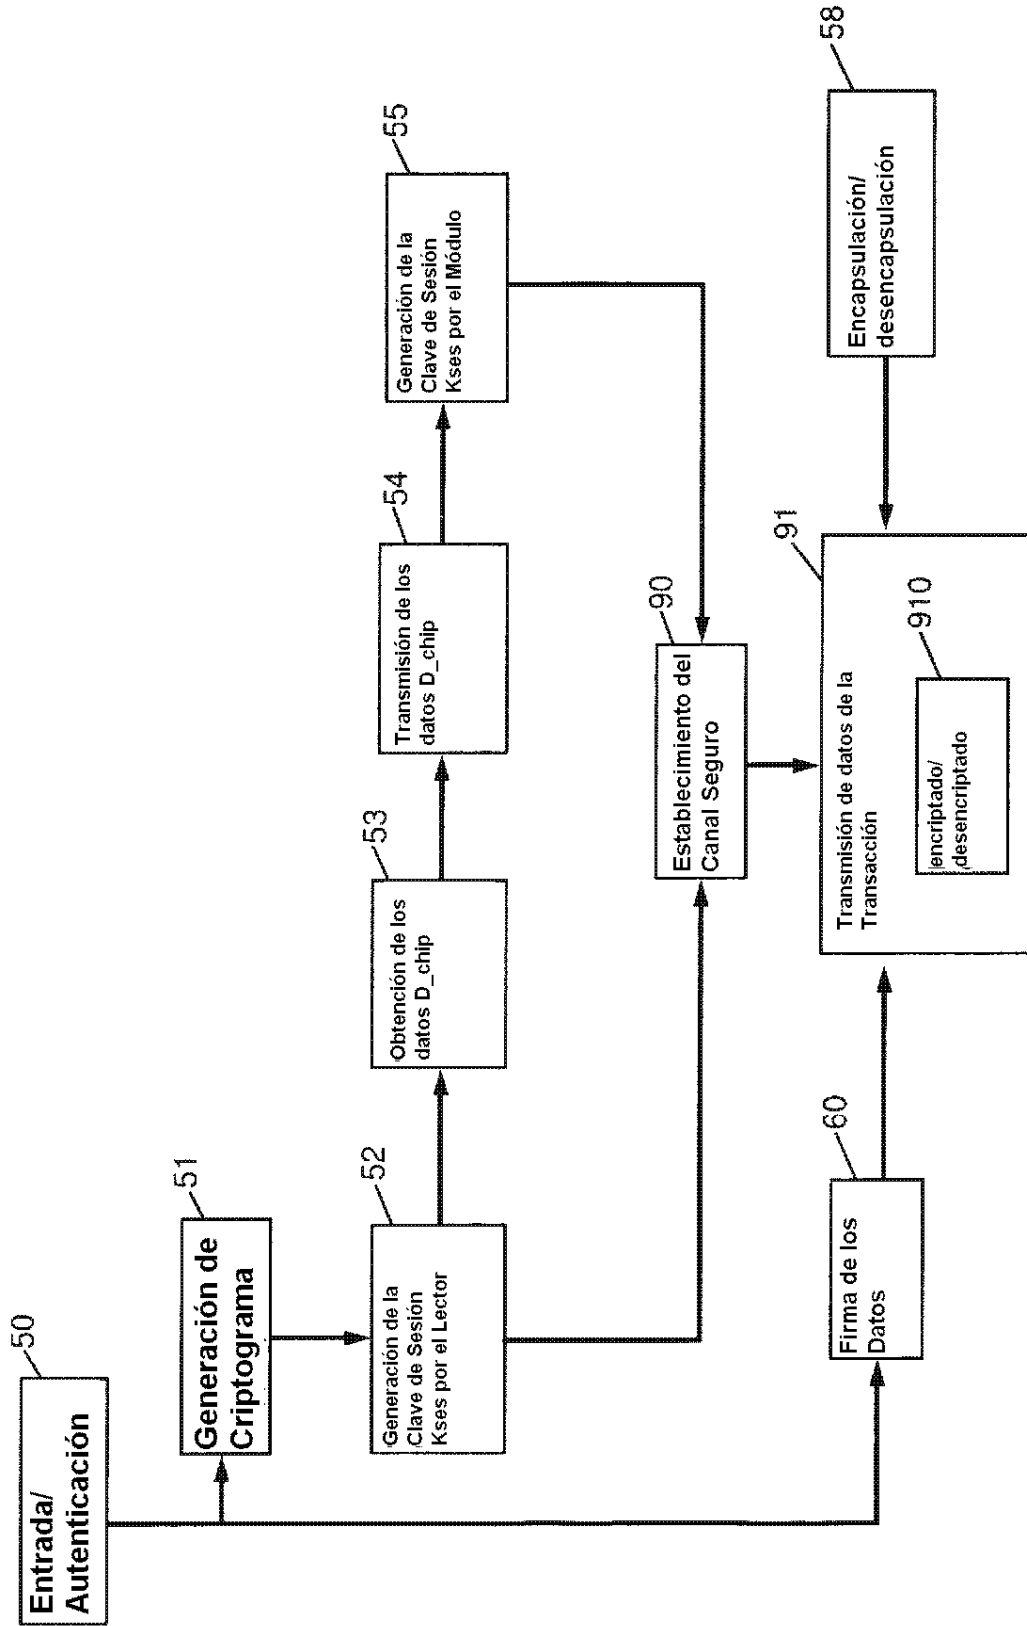 50
Entrada/
Autenticación
51
Generación de
Criptograma
52
Generación de la
Clave de Sesión
Kses por el Lector
53
Obtención de los
datos D_chip
54
Transmisión de los
datos D_chip
55
Generación de la
Clave de Sesión
Kses por el Módulo
90
Establecimiento del
Canal Seguro
60
Firma de los
Datos
91
Transmisión de datos de la
Transacción
910
encriptado/
desencriptado
58
Encapsulación/
desencapsulación